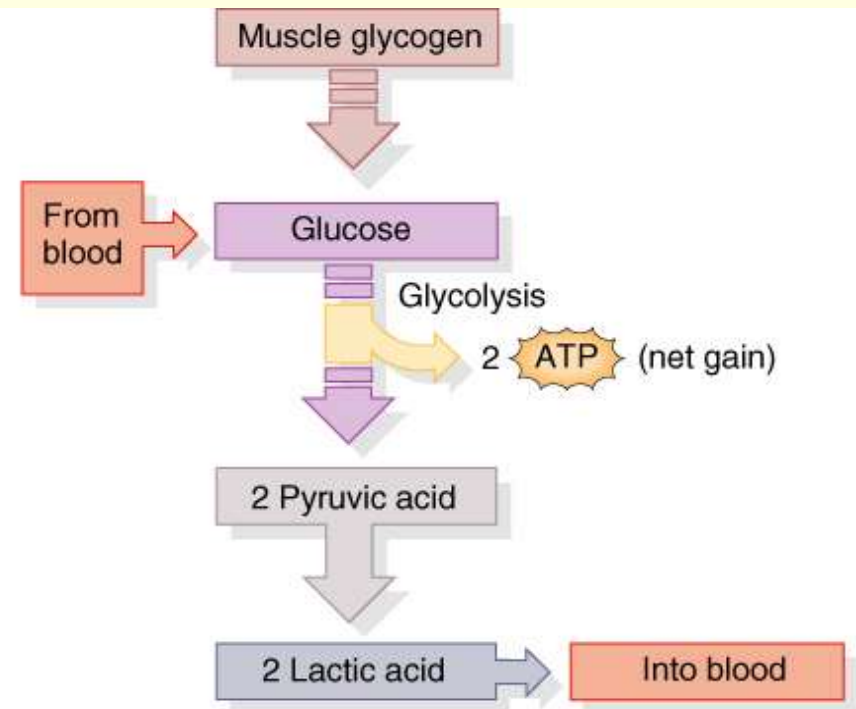 Muscle glycogen
From
blood
Glucose
Glycolysis
2 ATP (net gain)
2 Pyruvic acid
2 Lactic acid
Into blood